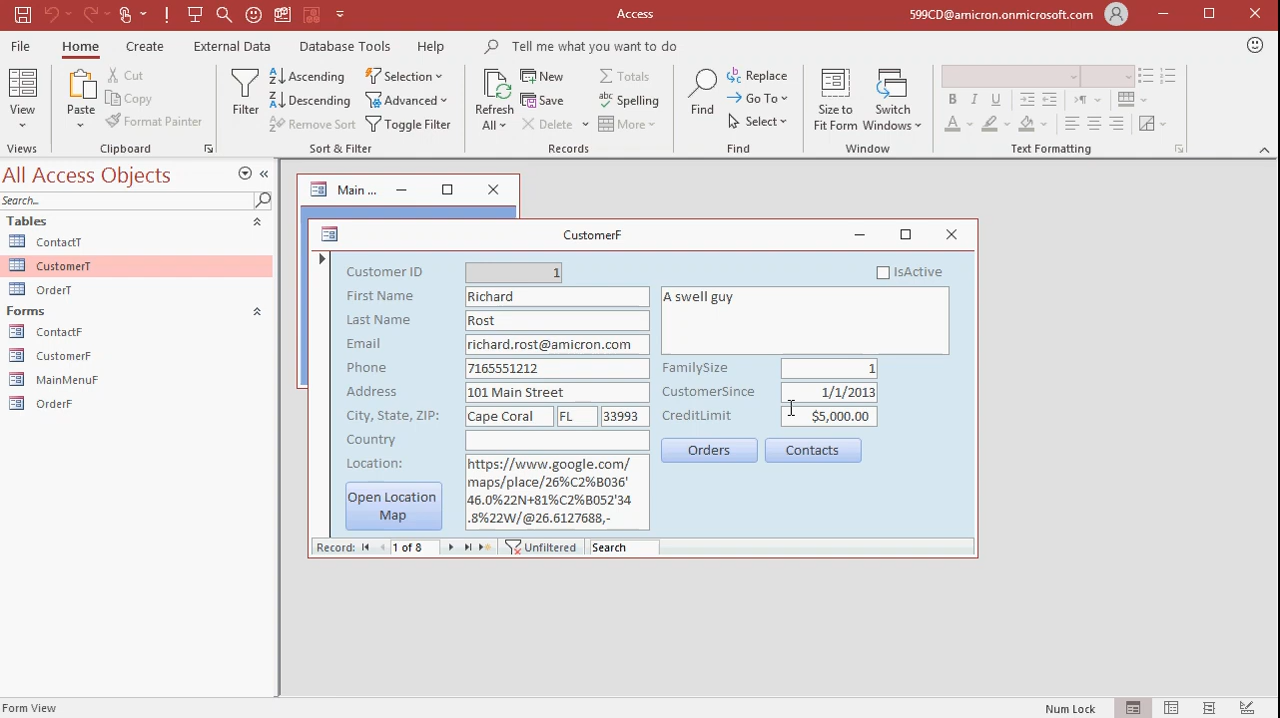 Access
599CD@amicron.onmicrosoft.com
File Home Create External Data Database Tools Help Tell me what you want to do
View
Views
Paste
Cut
Copy
Format Painter
Clipboard
Filter
Ascending
Descending
Remove Sort
Selection
Advanced
Toggle Filter
Sort & Filter
Refresh
All
New
Save
Delete
Totals
Spelling
More
Records
Find
Replace
Go To
Select
Find
Size to
Fit Form
Switch
Windows
Window
B I U
A A
Text Formatting
All Access Objects
Search...
Tables
ContactT
CustomerT
OrderT
Forms
ContactF
CustomerF
MainMenuF
OrderF
Main ...
CustomerF
Customer ID 1
First Name Richard
Last Name Rost
Email richard.rost@amicron.com
Phone 7165551212
Address 101 Main Street
City, State, ZIP: Cape Coral FL 33993
Country
Location: https://www.google.com/
maps/place/26%C2%B036'
46.0%22N+81%C2%B052'34
.8%22W/@26.6127688,-
Open Location
Map
IsActive
A swell guy
FamilySize 1
CustomerSince 1/1/2013
CreditLimit $5,000.00
Orders Contacts
Record: 1 of 8 Unfiltered Search
Form View
Num Lock